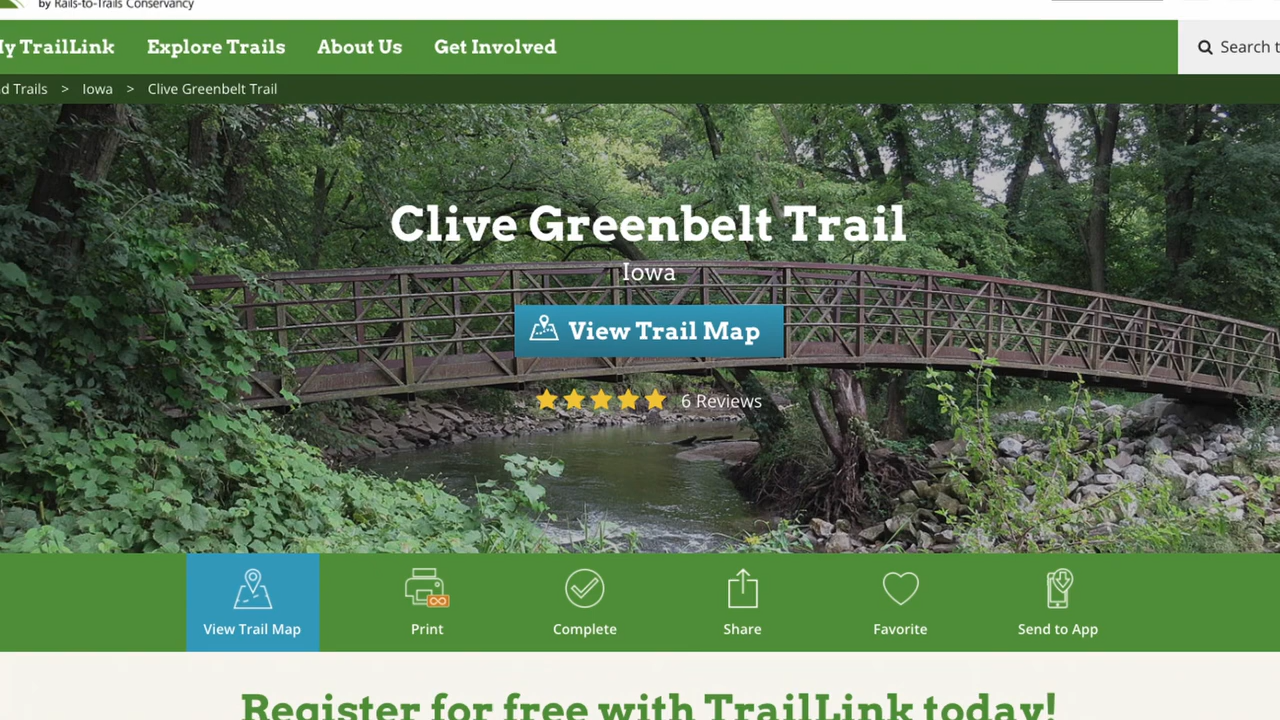 by Rails-to-Trails Conservancy
My TrailLink Explore Trails About Us Get Involved
Search t
d Trails > Iowa > Clive Greenbelt Trail
Clive Greenbelt Trail
Iowa
View Trail Map
6 Reviews
View Trail Map Print Complete Share Favorite Send to App
Register for free with TrailLink today!